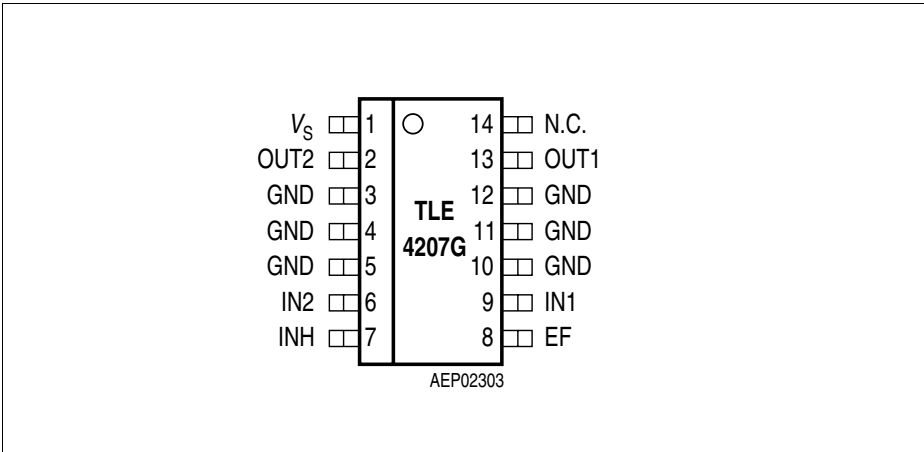 V_S 1 14 N.C.
OUT2 2 13 OUT1
GND 3 12 GND
TLE
GND 4 11 GND
4207G
GND 5 10 GND
IN2 6 9 IN1
INH 7 8 EF
AEP02303